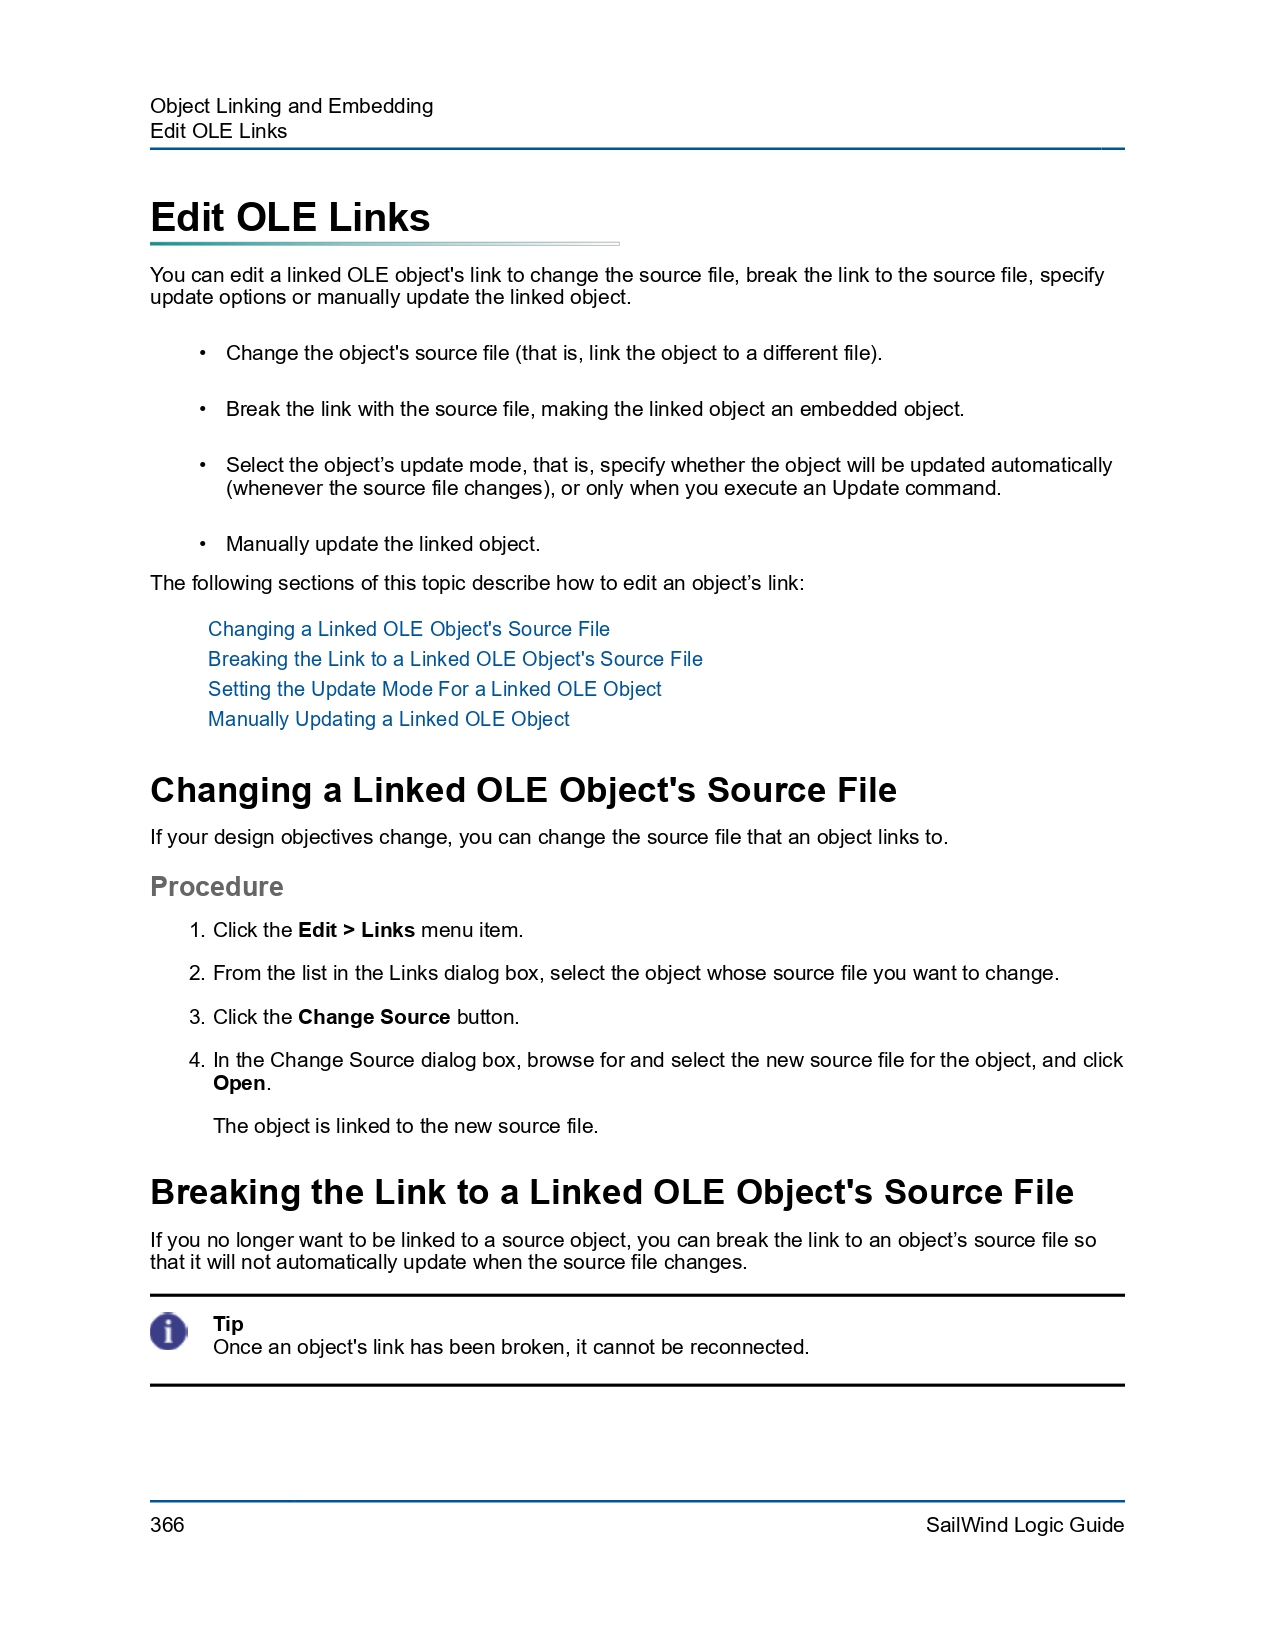 Object Linking and Embedding
Edit OLE Links
Edit OLE Links
You can edit a linked OLE object's link to change the source file, break the link to the source file, specify
update options or manually update the linked object.
• Change the object's source file (that is, link the object to a different file).
• Break the link with the source file, making the linked object an embedded object.
• Select the object’s update mode, that is, specify whether the object will be updated automatically
(whenever the source file changes), or only when you execute an Update command.
• Manually update the linked object.
The following sections of this topic describe how to edit an object’s link:
Changing a Linked OLE Object's Source File
Breaking the Link to a Linked OLE Object's Source File
Setting the Update Mode For a Linked OLE Object
Manually Updating a Linked OLE Object
Changing a Linked OLE Object's Source File
If your design objectives change, you can change the source file that an object links to.
Procedure
1. Click the Edit > Links menu item.
2. From the list in the Links dialog box, select the object whose source file you want to change.
3. Click the Change Source button.
4. In the Change Source dialog box, browse for and select the new source file for the object, and click
Open.
The object is linked to the new source file.
Breaking the Link to a Linked OLE Object's Source File
If you no longer want to be linked to a source object, you can break the link to an object’s source file so
that it will not automatically update when the source file changes.
Tip
Once an object's link has been broken, it cannot be reconnected.
366
SailWind Logic Guide